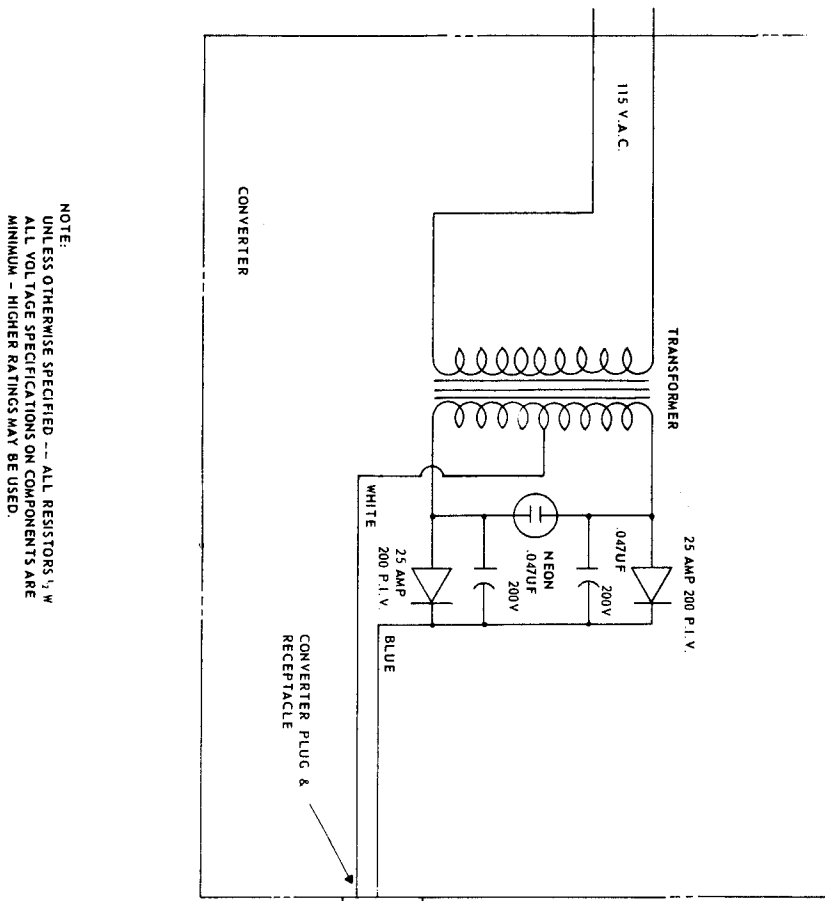 115 V.A.C.
TRANSFORMER
CONVERTER
25 AMP 200 P.I.V.
.047UF
200V
NEON
.047UF
200V
25 AMP
200 P.I.V.
WHITE
BLUE
CONVERTER PLUG &
RECEPTACLE
NOTE:
UNLESS OTHERWISE SPECIFIED -- ALL RESISTORS ½ W
ALL VOLTAGE SPECIFICATIONS ON COMPONENTS ARE
MINIMUM - HIGHER RATINGS MAY BE USED.